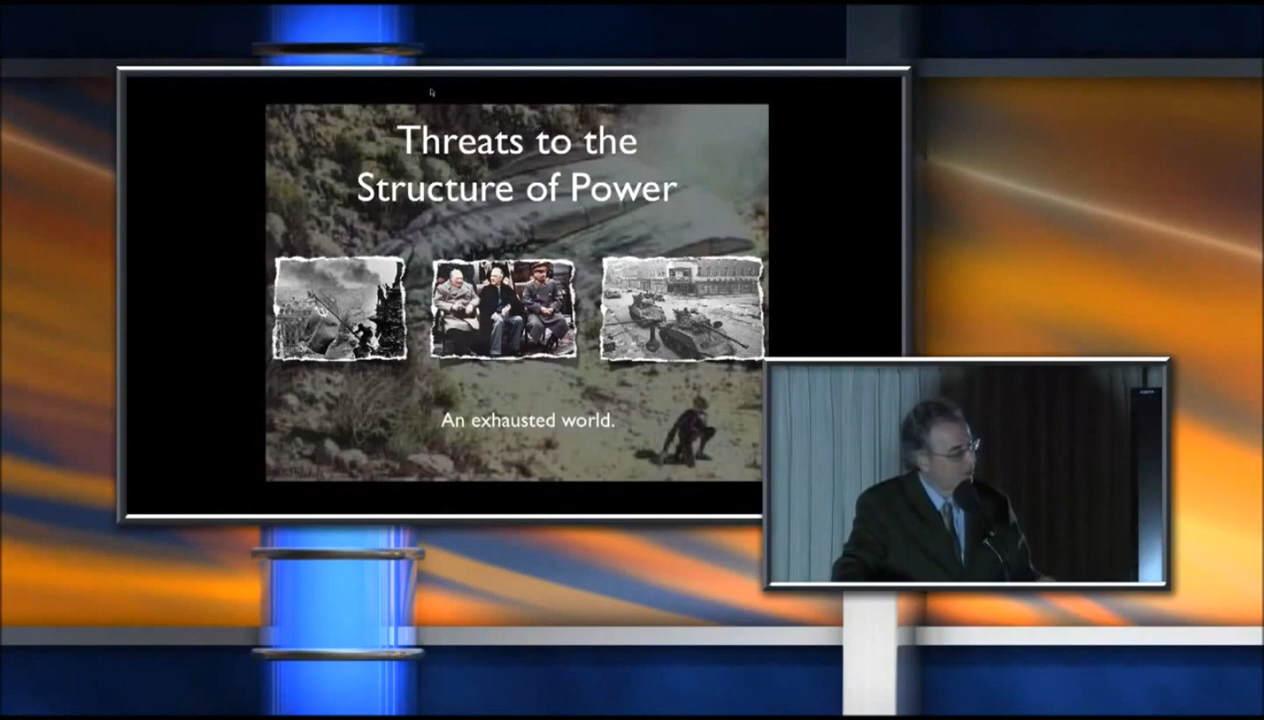 Threats to the
Structure of Power
An exhausted world.